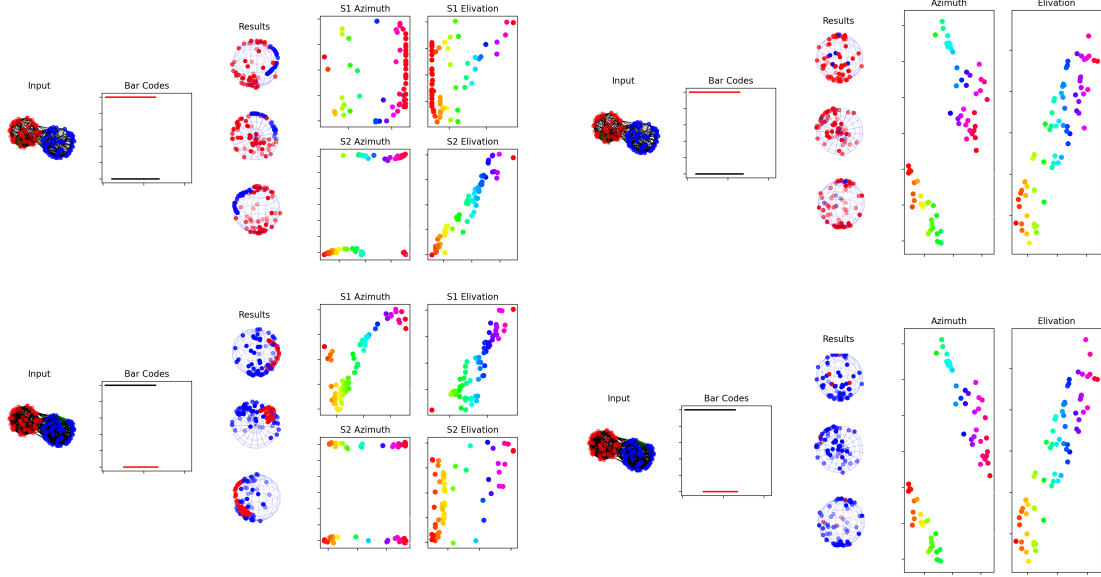 S1 Azimuth
S1 Elivation
Azimuth
Elivation
Results
Results
Input
Bar Codes
Input
Bar Codes
S2 Azimuth
S2 Elivation
S1 Azimuth
S1 Elivation
Results
Azimuth
Elivation
Results
Input
Bar Codes
Input
Bar Codes
S2 Azimuth
S2 Elivation